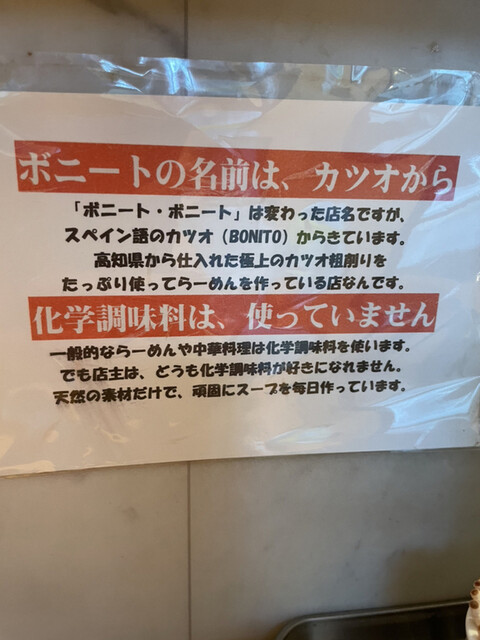 ボニートの名前は、カツオから
「ボニート・ボニート」は変わった店名ですが、
スペイン語のカツオ（BONITO）からきています。
高知県から仕入れた極上のカツオ粗削りを
たっぷり使ってらーめんを作っている店なんです。
化学調味料は、使っていません
一般的ならーめんや中華料理は化学調味料を使います。
でも店主は、どうも化学調味料が好きになれません。
天然の素材だけで、頑固にスープを毎日作っています。